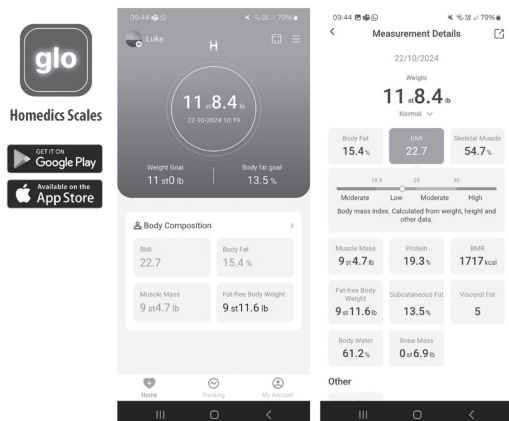 glo
Homedics Scales
GET IT ON
Google Play
Available on the
App Store
09:44
79%
Luke
H
11 st 8.4 lb
22-10-2024 10:19
Weight Goal
11 st0 lb
Body fat goal
13.5 %
Body Composition
BMI
22.7
Body Fat
15.4 %
Muscle Mass
9 st4.7 lb
Fat-free Body Weight
9 st11.6 lb
Home
Tracking
My Account
09:44
79%
Measurement Details
22/10/2024
Weight
11 st 8.4 lb
Normal
Body Fat
15.4 %
BMI
22.7
Skeletal Muscle
54.7 %
18.5 25 30
Moderate Low Moderate High
Body mass index. Calculated from weight, height and
other data.
Muscle Mass
9 st 4.7 lb
Protein
19.3 %
BMR
1717 kcal
Fat-free Body
Weight
9 st 11.6 lb
Subcutaneous Fat
13.5 %
Visceral Fat
5
Body Water
61.2 %
Bone Mass
0 st 6.9 lb
Other